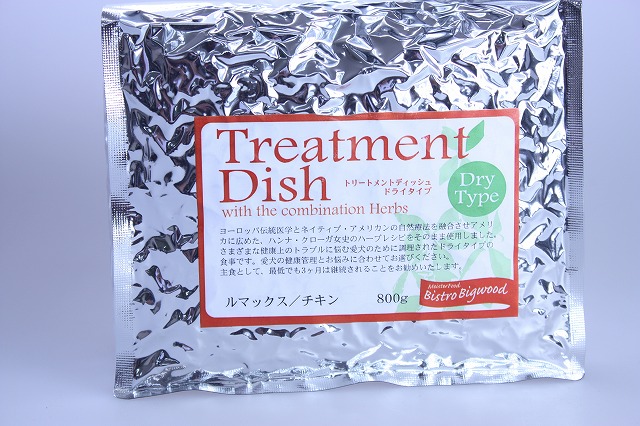 Treatment
Dish
トリートメントディッシュ
ドライタイプ
with the combination Herbs
Dry
Type
ヨーロッパ伝統医学とネイティブ・アメリカンの自然療法を融合させアメリ
カに広めた、ハンナ・クローガ女史のハーブレシピをそのまま使用しました。
さまざまな健康上のトラブルに悩む愛犬のために調理されたドライタイプの
食事です。愛犬の健康管理とお悩みに合わせてお選びください。
主食として、最低でも3ヶ月は継続されることをお勧めいたします。
ルマックス／チキン 800g
MeisterFood
Bistro Bigwood